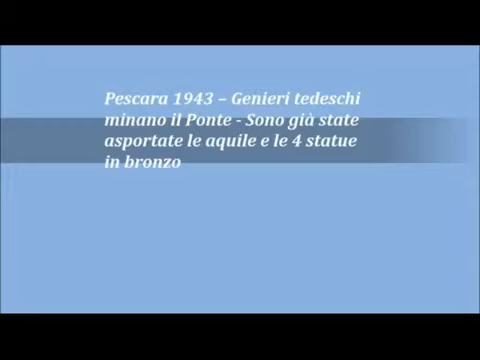 Pescara 1943 – Genieri tedeschi
minano il Ponte - Sono già state
asportate le aquile e le 4 statue
in bronzo